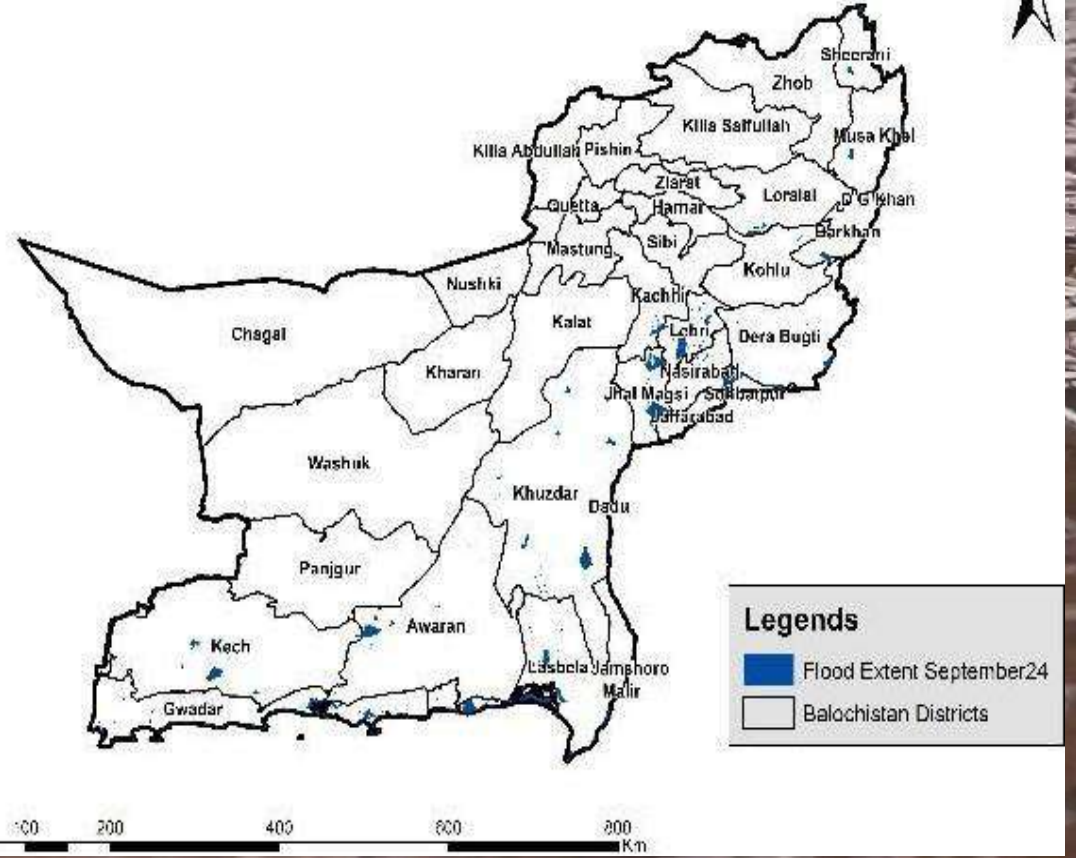 Sheerani
Zhob
Killa Saifullah
Musa Khel
Killa Abdullah Pishin
Ziarat
Loralai
D G Khan
Quetta
Harnai
Barkhan
Mastung
Sibi
Kohlu
Nushki
Kachhi
Kalat
Lehri
Dera Bugti
Chagai
Kharan
Nasirabad
Jhal Magsi
Sohbatpur
Jaffarabad
Washuk
Khuzdar
Dadu
Panjgur
Awaran
Kech
Lasbela Jamshoro
Malir
Gwadar
Legends
Flood Extent September24
Balochistan Districts
200 400 600 800
Km